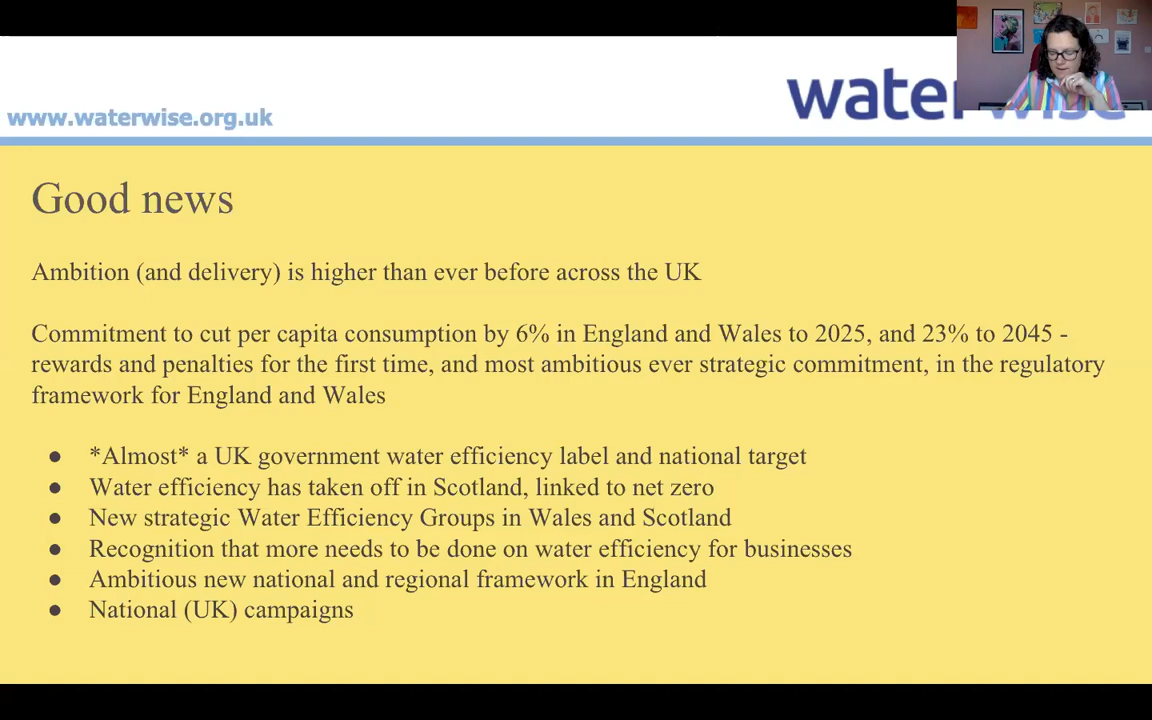 www.waterwise.org.uk
waterwise
Good news
Ambition (and delivery) is higher than ever before across the UK
Commitment to cut per capita consumption by 6% in England and Wales to 2025, and 23% to 2045 -
rewards and penalties for the first time, and most ambitious ever strategic commitment, in the regulatory
framework for England and Wales
● *Almost* a UK government water efficiency label and national target
● Water efficiency has taken off in Scotland, linked to net zero
● New strategic Water Efficiency Groups in Wales and Scotland
● Recognition that more needs to be done on water efficiency for businesses
● Ambitious new national and regional framework in England
● National (UK) campaigns